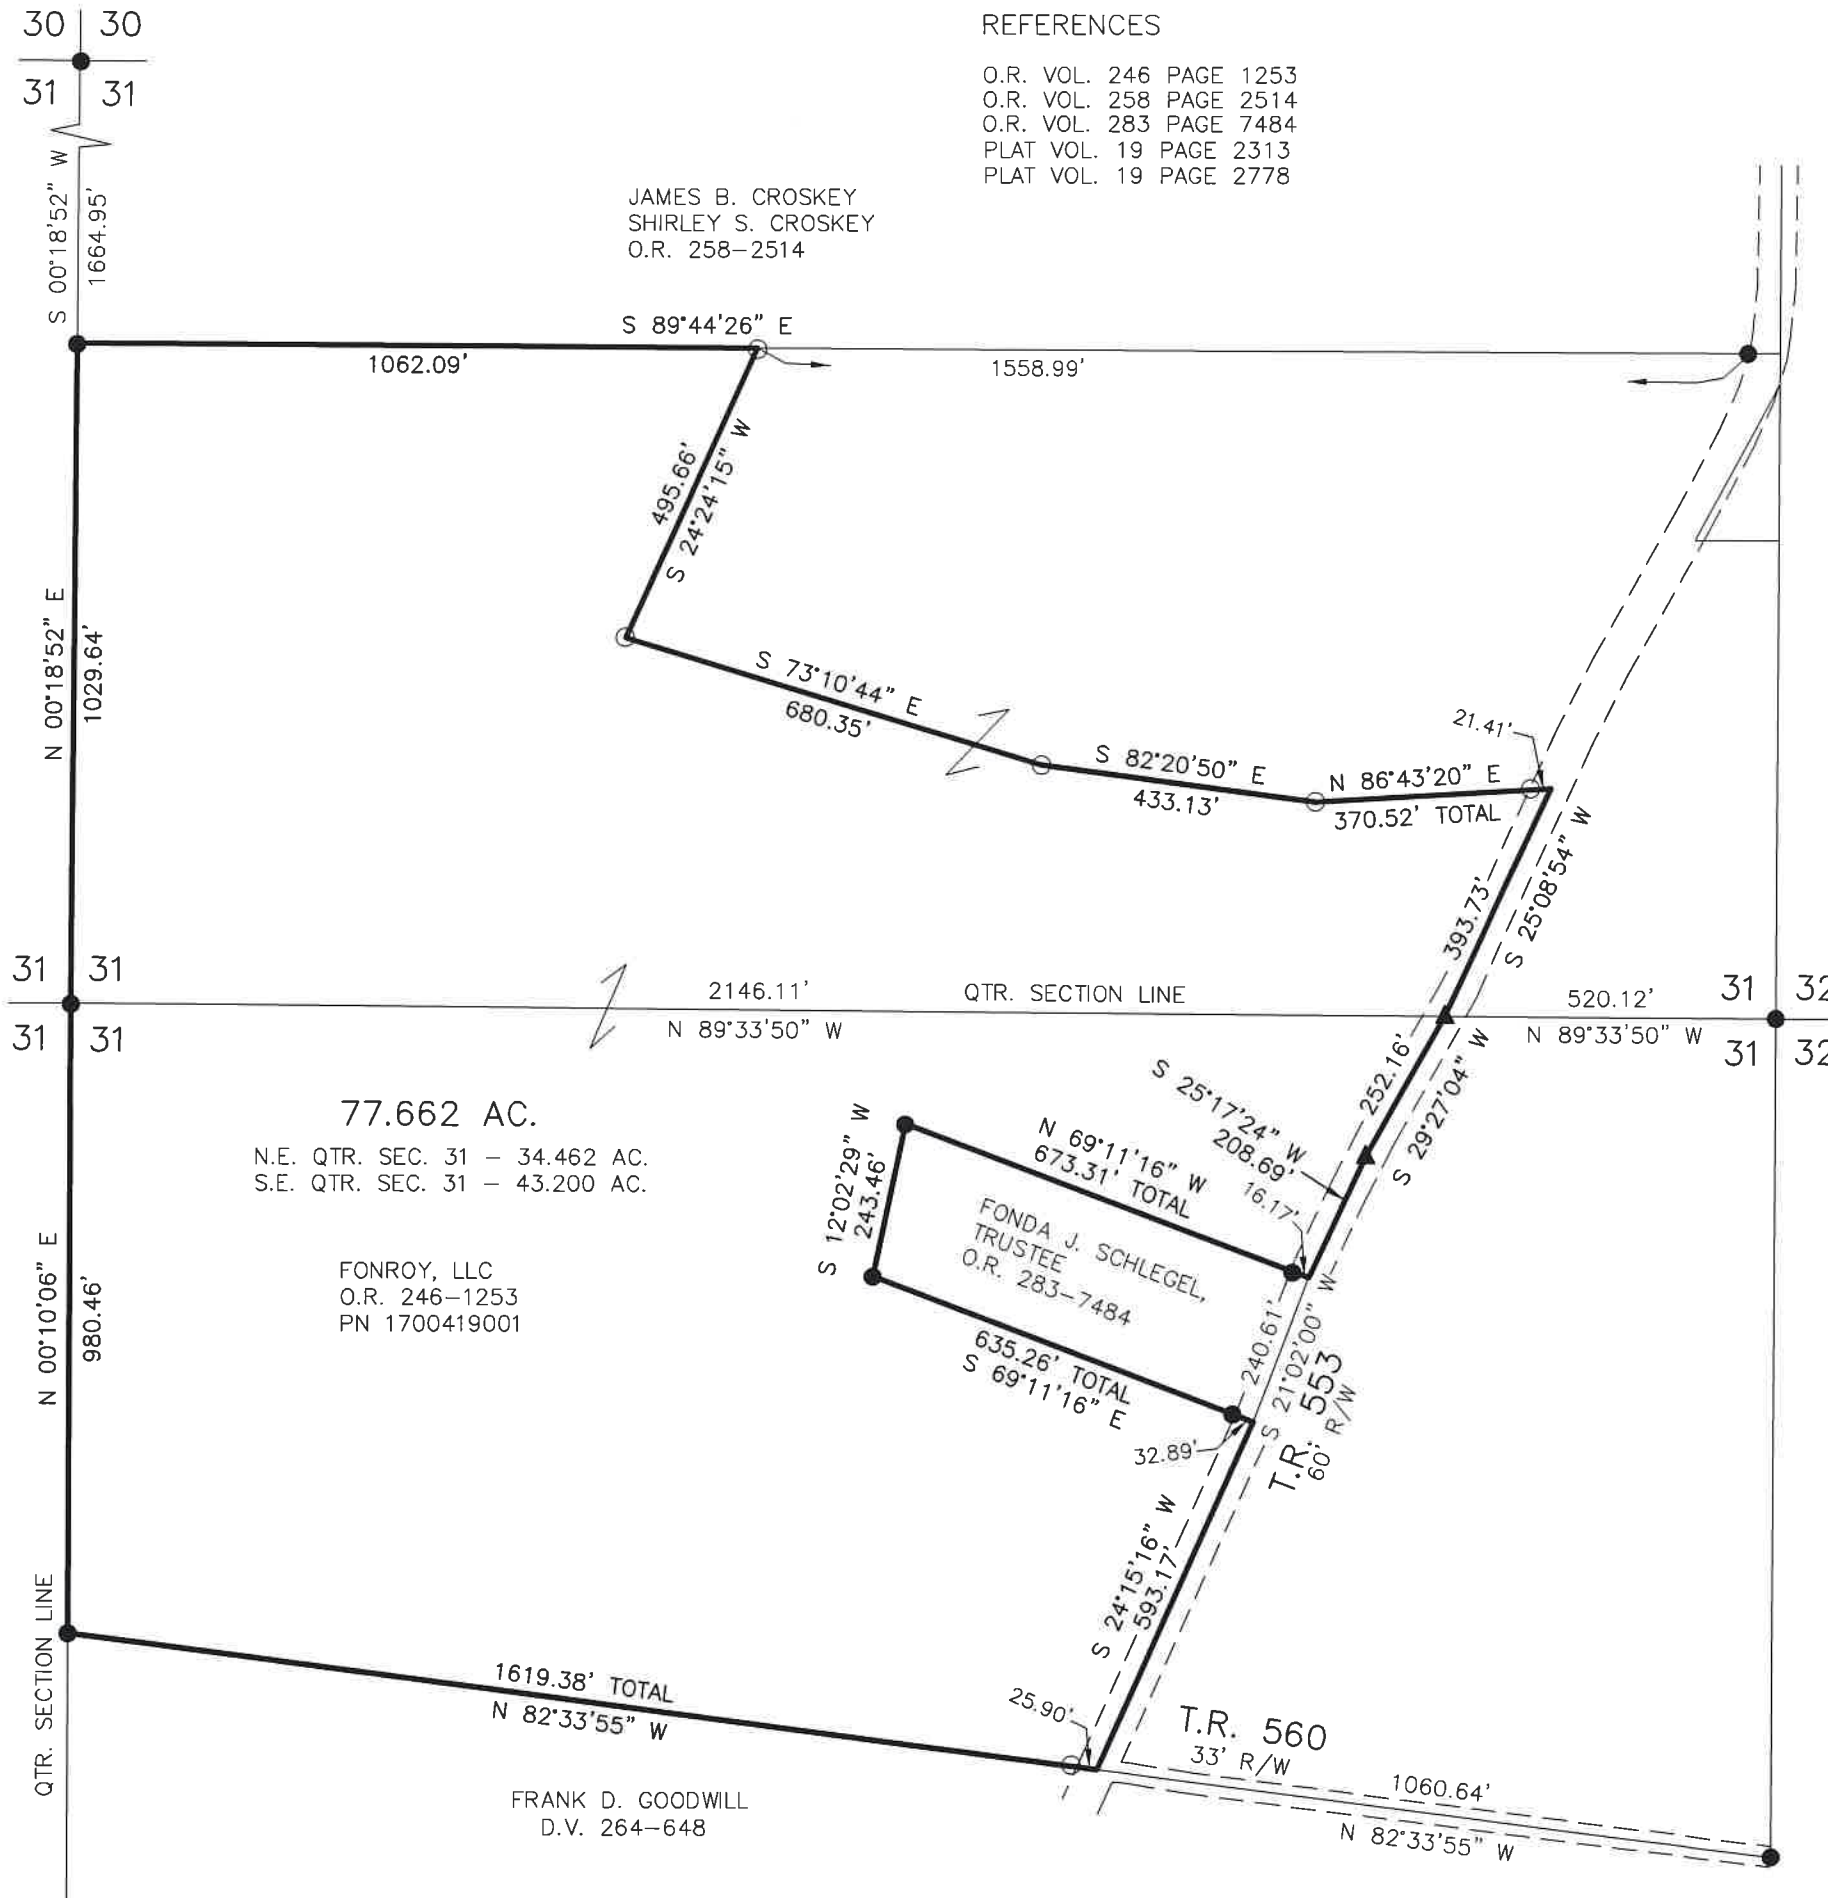 30 30
31 31
REFERENCES
O.R. VOL. 246 PAGE 1253
O.R. VOL. 258 PAGE 2514
O.R. VOL. 283 PAGE 7484
PLAT VOL. 19 PAGE 2313
PLAT VOL. 19 PAGE 2778
S 00°18'52" W
1664.95'
JAMES B. CROSKEY
SHIRLEY S. CROSKEY
O.R. 258-2514
S 89°44'26" E
1062.09'
1558.99'
495.66'
S 24°24'15" W
N 00°18'52" E
1029.64'
S 73°10'44" E
680.35'
S 82°20'50" E
433.13'
N 86°43'20" E
370.52' TOTAL
21.41'
393.73'
S 25°08'54" W
31 31
31 31
2146.11'
QTR. SECTION LINE
N 89°33'50" W
520.12'
N 89°33'50" W
31 32
31 32
252.16'
S 29°27'04" W
S 25°17'24" W
208.69'
16.17'
77.662 AC.
N.E. QTR. SEC. 31 - 34.462 AC.
S.E. QTR. SEC. 31 - 43.200 AC.
N 69°11'16" W
673.31' TOTAL
S 12°02'29" W
243.46'
FONDA J. SCHLEGEL,
TRUSTEE
O.R. 283-7484
635.26' TOTAL
S 69°11'16" E
240.61'
S 21°02'00" W
T.R. 553
60' R/W
32.89'
FONROY, LLC
O.R. 246-1253
PN 1700419001
N 00°10'06" E
980.46'
S 24°15'16" W
593.17'
QTR. SECTION LINE
1619.38' TOTAL
N 82°33'55" W
25.90'
T.R. 560
33' R/W
1060.64'
N 82°33'55" W
FRANK D. GOODWILL
D.V. 264-648